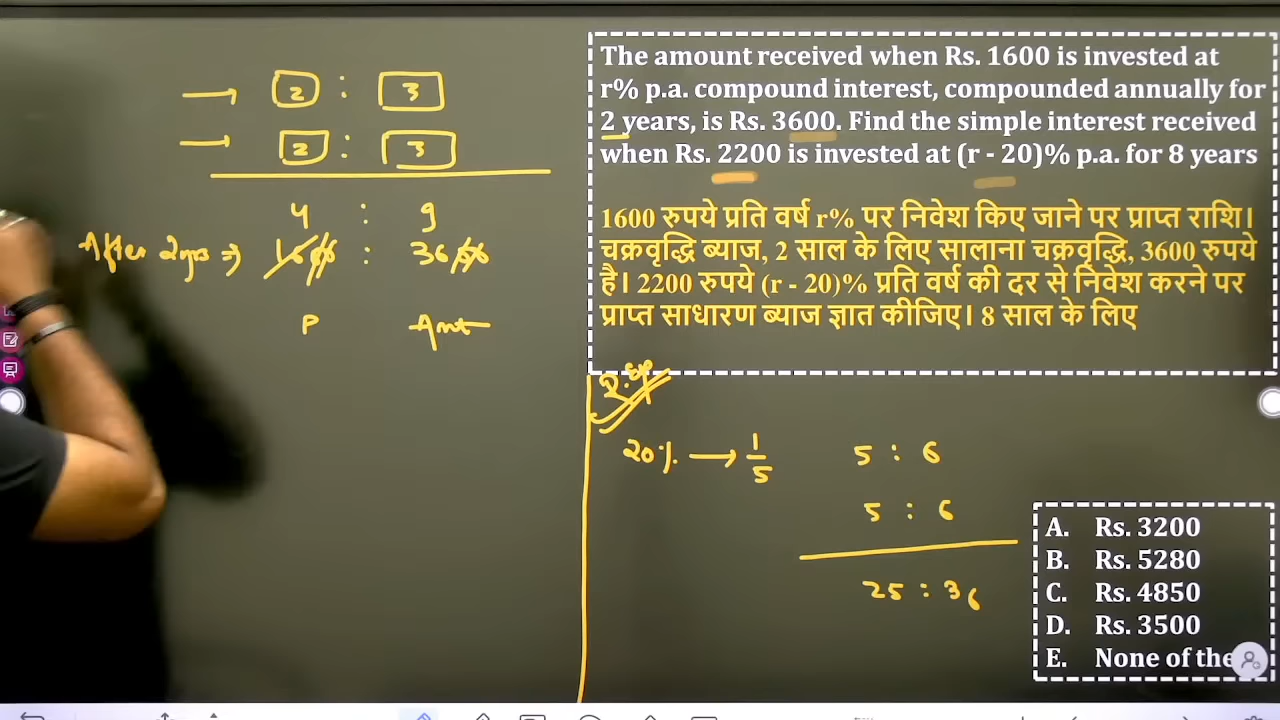 → 2 : 3
→ 2 : 3
4 : 9
After 2yrs ⇒ 1600 : 3600
P Amt
The amount received when Rs. 1600 is invested at
r% p.a. compound interest, compounded annually for
2 years, is Rs. 3600. Find the simple interest received
when Rs. 2200 is invested at (r - 20)% p.a. for 8 years
1600 रुपये प्रति वर्ष r% पर निवेश किए जाने पर प्राप्त राशि।
चक्रवृद्धि ब्याज, 2 साल के लिए सालाना चक्रवृद्धि, 3600 रुपये
है। 2200 रुपये (r - 20)% प्रति वर्ष की दर से निवेश करने पर
प्राप्त साधारण ब्याज ज्ञात कीजिए। 8 साल के लिए
20% → 1/5 5 : 6
5 : 6
25 : 36
A. Rs. 3200
B. Rs. 5280
C. Rs. 4850
D. Rs. 3500
E. None of the